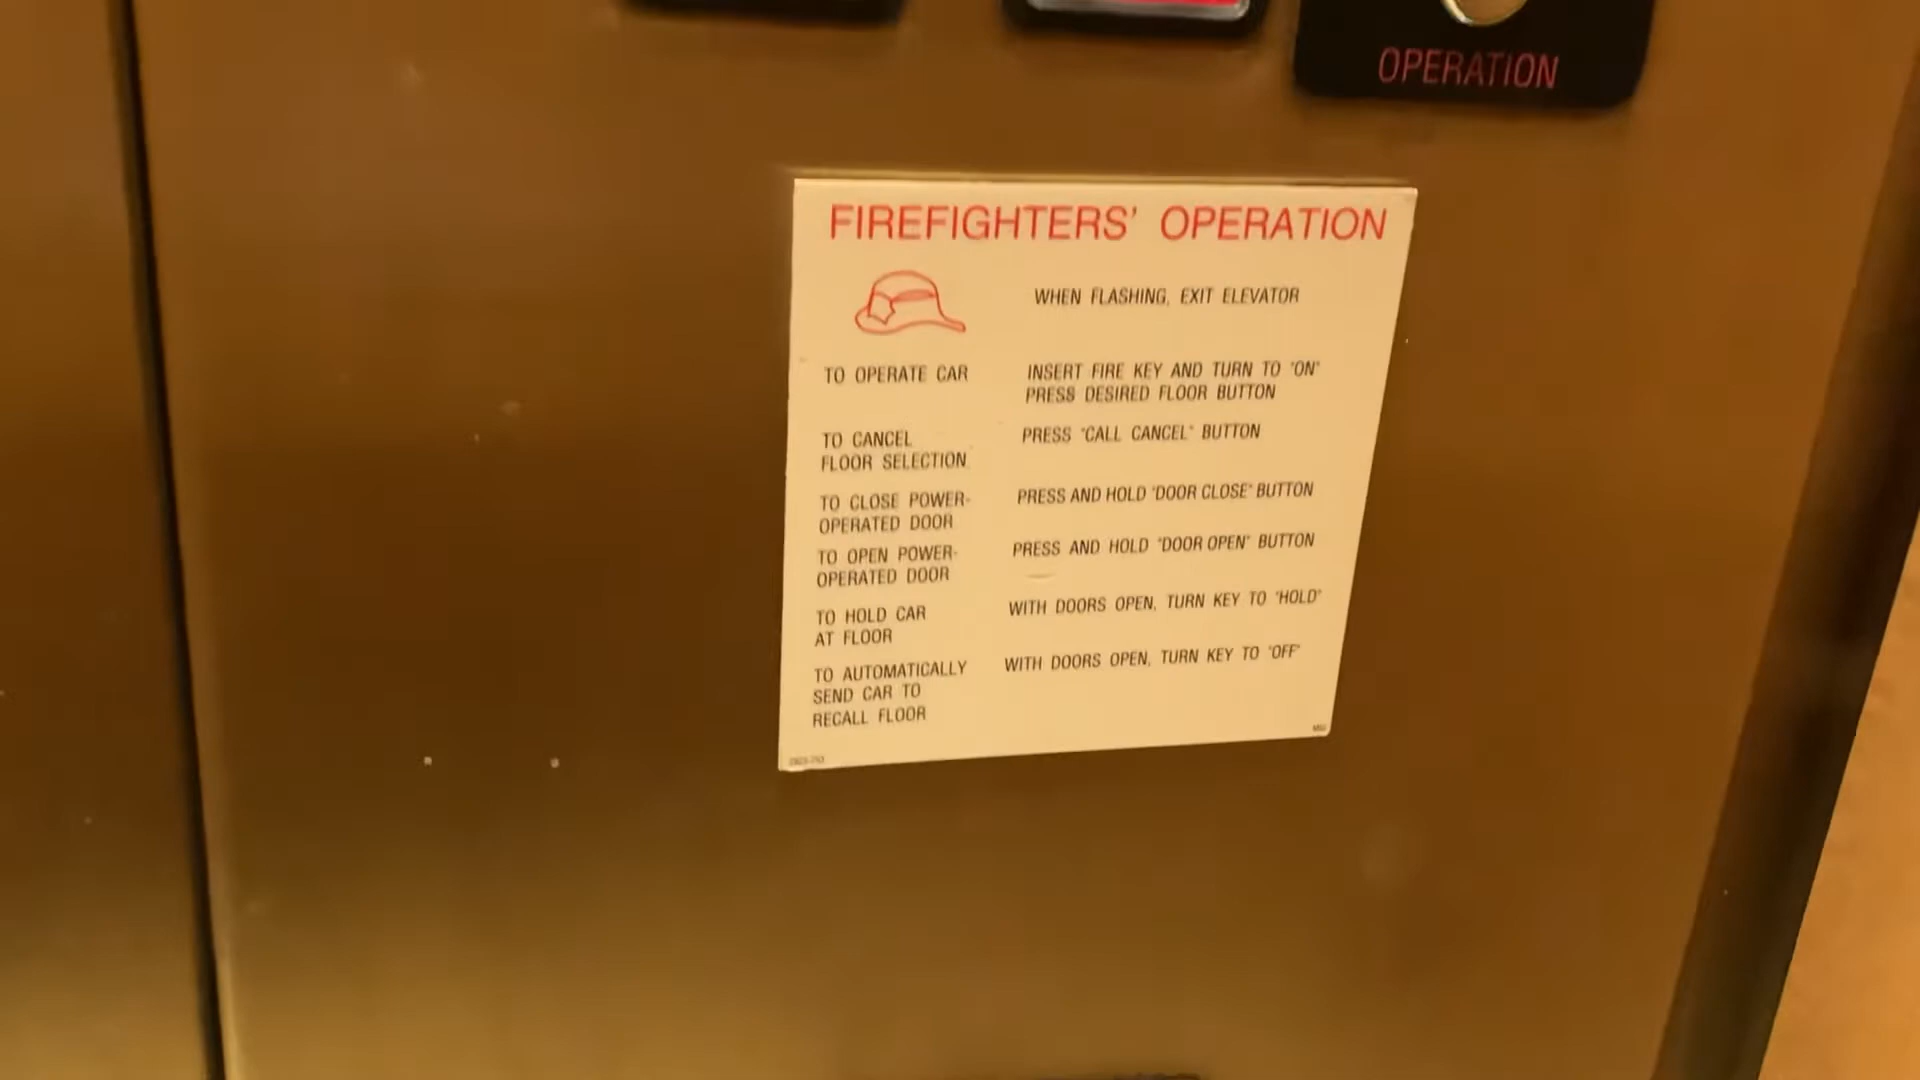 OPERATION
FIREFIGHTERS' OPERATION
WHEN FLASHING, EXIT ELEVATOR
TO OPERATE CAR
INSERT FIRE KEY AND TURN TO "ON"
PRESS DESIRED FLOOR BUTTON
TO CANCEL
FLOOR SELECTION
PRESS "CALL CANCEL" BUTTON
TO CLOSE POWER-
OPERATED DOOR
PRESS AND HOLD "DOOR CLOSE" BUTTON
TO OPEN POWER-
OPERATED DOOR
PRESS AND HOLD "DOOR OPEN" BUTTON
TO HOLD CAR
AT FLOOR
WITH DOORS OPEN, TURN KEY TO "HOLD"
TO AUTOMATICALLY
SEND CAR TO
RECALL FLOOR
WITH DOORS OPEN, TURN KEY TO "OFF"